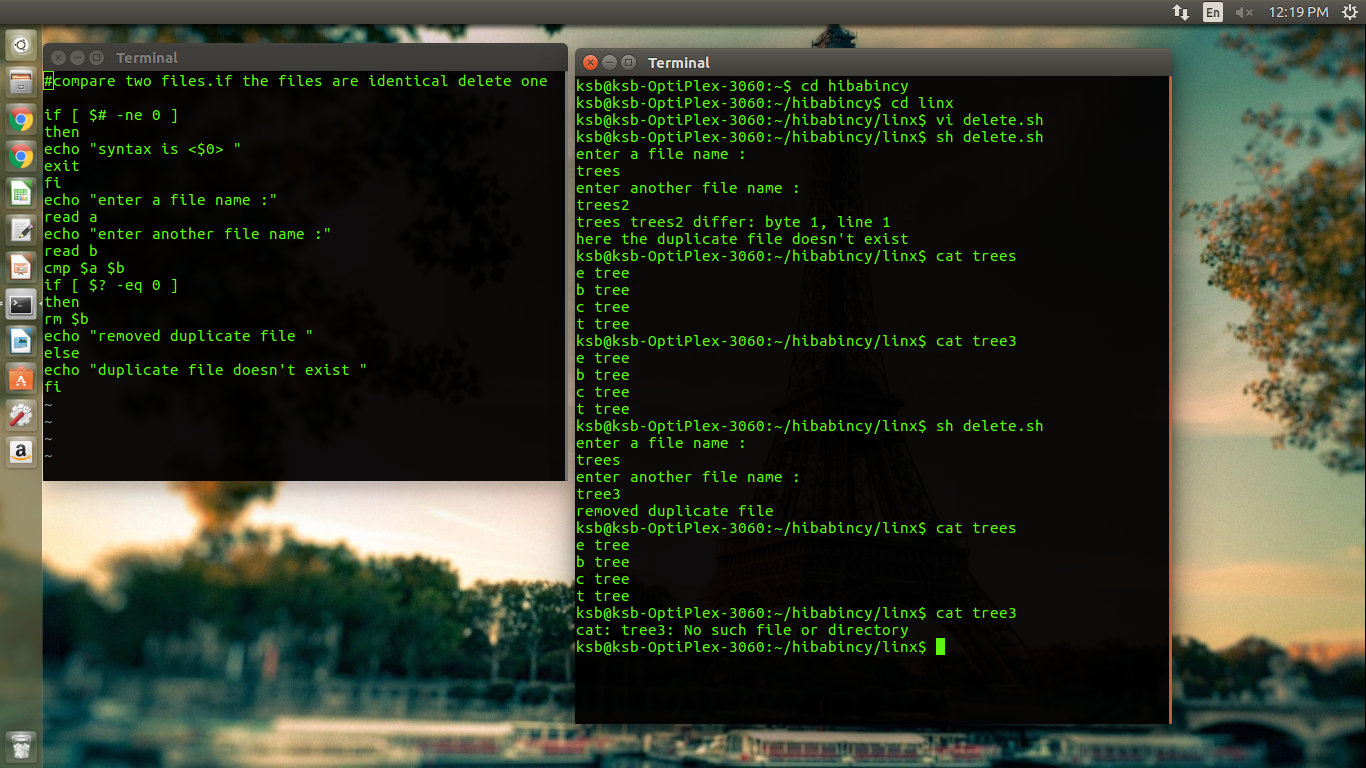 En
12:19 PM
Terminal
#compare two files.if the files are identical delete one
if [ $# -ne 0 ]
then
echo "syntax is <$0> "
exit
fi
echo "enter a file name :"
read a
echo "enter another file name :"
read b
cmp $a $b
if [ $? -eq 0 ]
then
rm $b
echo "removed duplicate file "
else
echo "duplicate file doesn't exist "
fi
~
~
~
~
Terminal
ksb@ksb-OptiPlex-3060:~$ cd hibabincy
ksb@ksb-OptiPlex-3060:~/hibabincy$ cd linx
ksb@ksb-OptiPlex-3060:~/hibabincy/linx$ vi delete.sh
ksb@ksb-OptiPlex-3060:~/hibabincy/linx$ sh delete.sh
enter a file name :
trees
enter another file name :
trees2
trees trees2 differ: byte 1, line 1
here the duplicate file doesn't exist
ksb@ksb-OptiPlex-3060:~/hibabincy/linx$ cat trees
e tree
b tree
c tree
t tree
ksb@ksb-OptiPlex-3060:~/hibabincy/linx$ cat tree3
e tree
b tree
c tree
t tree
ksb@ksb-OptiPlex-3060:~/hibabincy/linx$ sh delete.sh
enter a file name :
trees
enter another file name :
tree3
removed duplicate file
ksb@ksb-OptiPlex-3060:~/hibabincy/linx$ cat trees
e tree
b tree
c tree
t tree
ksb@ksb-OptiPlex-3060:~/hibabincy/linx$ cat tree3
cat: tree3: No such file or directory
ksb@ksb-OptiPlex-3060:~/hibabincy/linx$